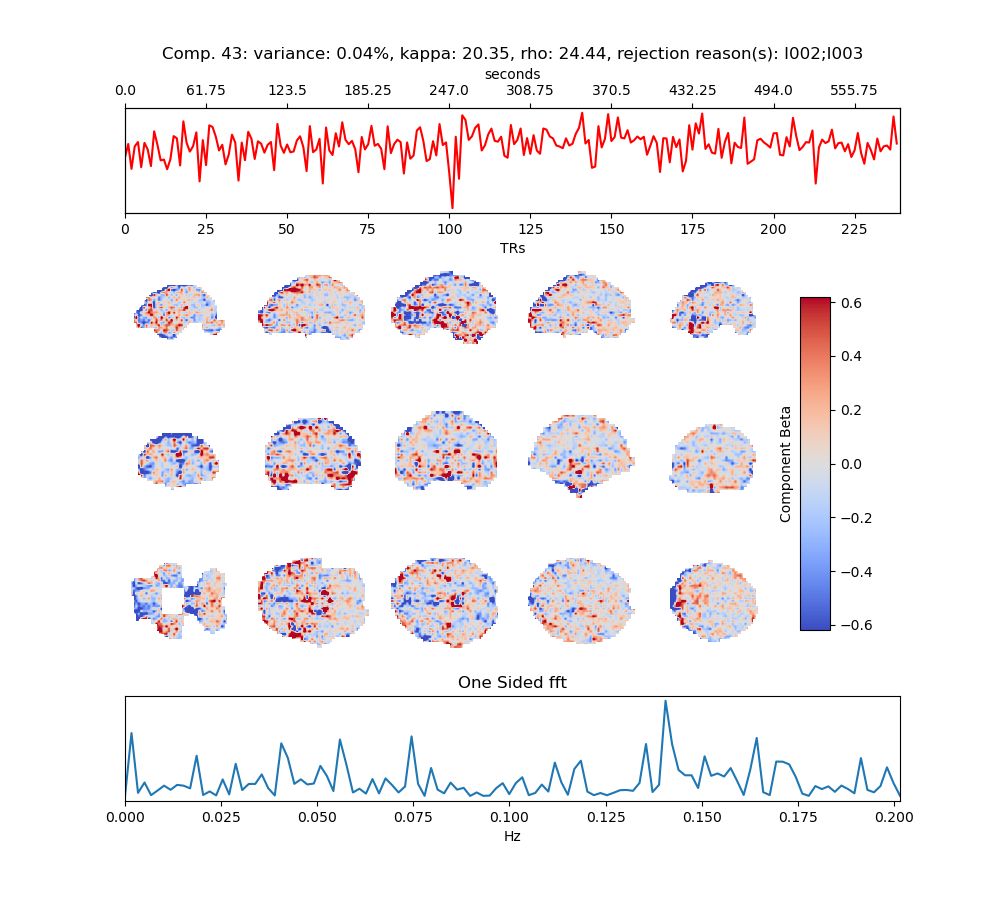 Comp. 43: variance: 0.04%, kappa: 20.35, rho: 24.44, rejection reason(s): I002;I003
seconds
0.0 61.75 123.5 185.25 247.0 308.75 370.5 432.25 494.0 555.75
0 25 50 75 100 125 150 175 200 225
TRs
0.6
0.4
0.2
0.0
−0.2
−0.4
−0.6
Component Beta
One Sided fft
0.000 0.025 0.050 0.075 0.100 0.125 0.150 0.175 0.200
Hz